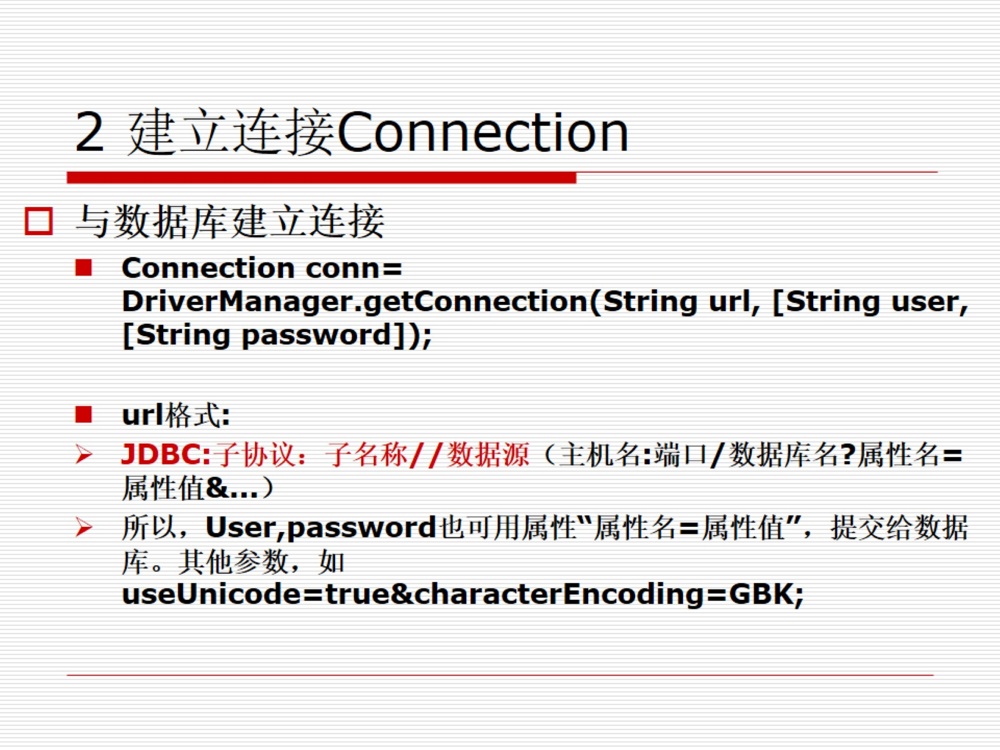 2 建立连接Connection
与数据库建立连接
Connection conn=
DriverManager.getConnection(String url, [String user,
[String password]);
url格式:
JDBC:子协议：子名称//数据源（主机名:端口/数据库名?属性名=
属性值&...）
所以，User,password也可用属性“属性名=属性值”，提交给数据
库。其他参数，如
useUnicode=true&characterEncoding=GBK;